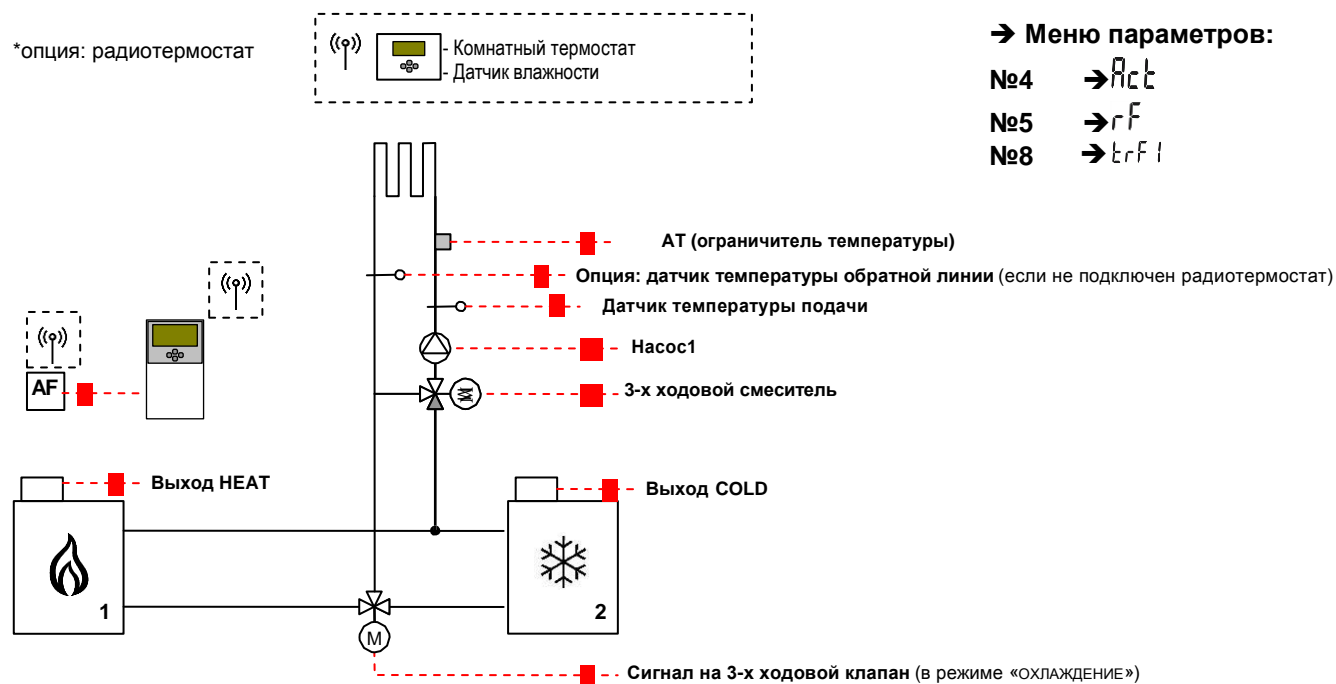 *опция: радиотермостат
- Комнатный термостат
- Датчик влажности
➔ Меню параметров:
№4 ➔ Act
№5 ➔ rF
№8 ➔ trF1
АТ (ограничитель температуры)
Опция: датчик температуры обратной линии (если не подключен радиотермостат)
Датчик температуры подачи
Насос1
3-х ходовой смеситель
AF
Выход HEAT
Выход COLD
1
2
M
Сигнал на 3-х ходовой клапан (в режиме «ОХЛАЖДЕНИЕ»)